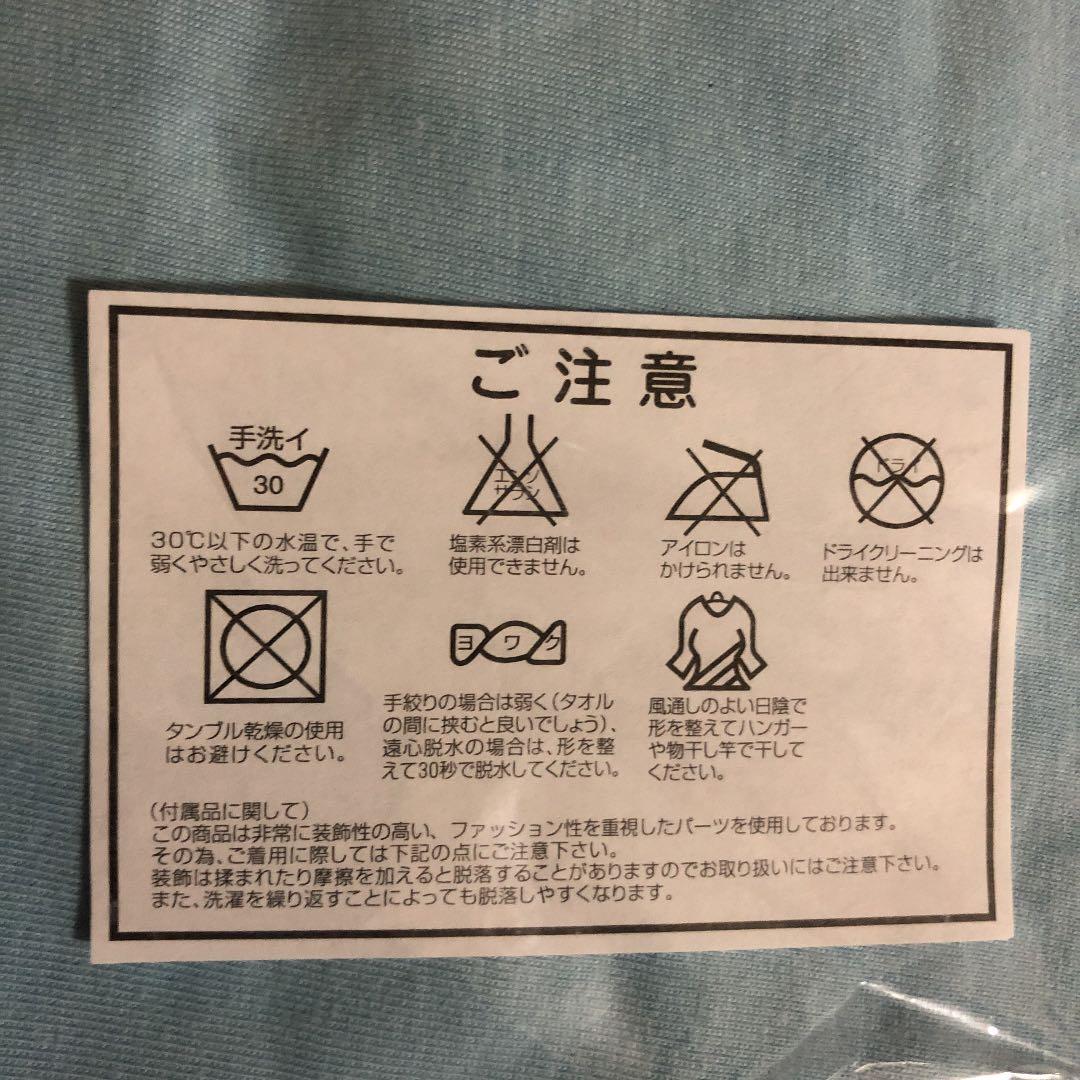 ご注意
手洗イ
30
30℃以下の水温で、手で
弱くやさしく洗ってください。
エンソ
サラシ
塩素系漂白剤は
使用できません。
アイロンは
かけられません。
ドライ
ドライクリーニングは
出来ません。
タンブル乾燥の使用
はお避けください。
ヨワク
手絞りの場合は弱く(タオル
の間に挟むと良いでしょう)、
遠心脱水の場合は、形を整
えて30秒で脱水してください。
風通しのよい日陰で
形を整えてハンガー
や物干し竿で干して
ください。
(付属品に関して)
この商品は非常に装飾性の高い、ファッション性を重視したパーツを使用しております。
その為、ご着用に際しては下記の点にご注意下さい。
装飾は揉まれたり摩擦を加えると脱落することがありますのでお取り扱いにはご注意下さい。
また、洗濯を繰り返すことによっても脱落しやすくなります。